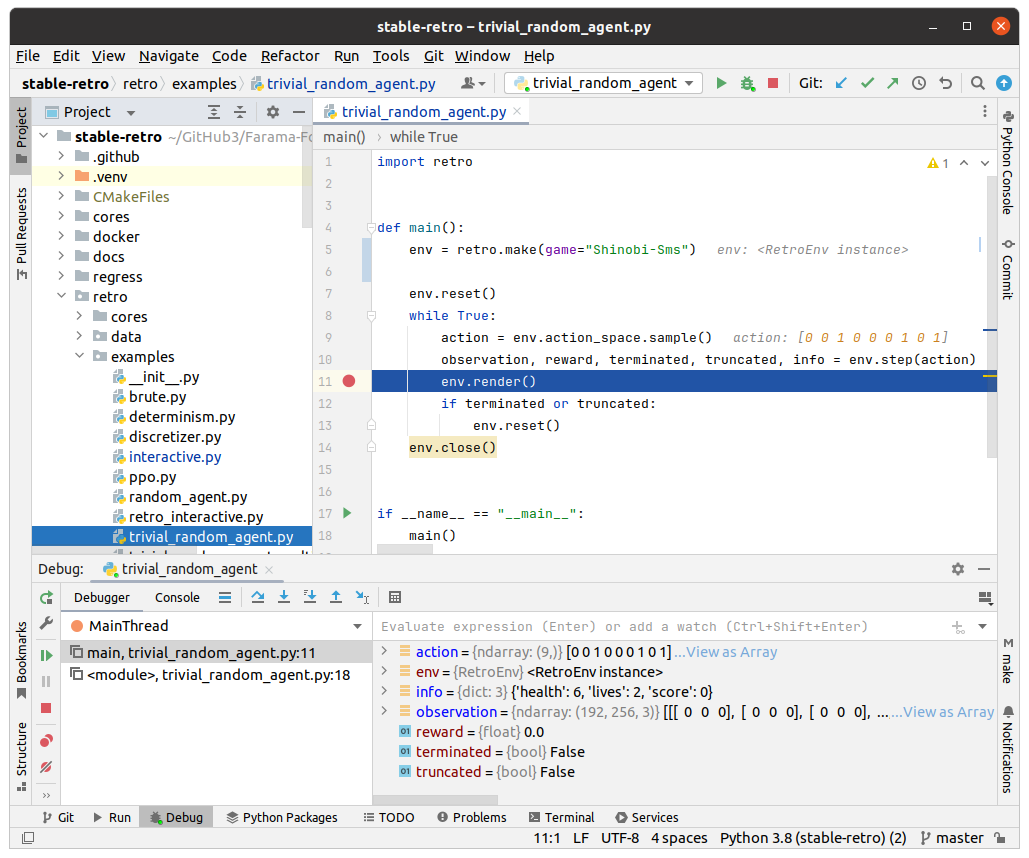 stable-retro – trivial_random_agent.py
File Edit View Navigate Code Refactor Run Tools Git Window Help
stable-retro retro examples trivial_random_agent.py trivial_random_agent Git:
Project
trivial_random_agent.py
main() › while True
stable-retro ~/GitHub3/Farama-Fo
.github
.venv
CMakeFiles
cores
docker
docs
regress
retro
cores
data
examples
__init__.py
brute.py
determinism.py
discretizer.py
interactive.py
ppo.py
random_agent.py
retro_interactive.py
trivial_random_agent.py
1 import retro
1
2
3
4 def main():
5 env = retro.make(game="Shinobi-Sms") env: <RetroEnv instance>
6
7 env.reset()
8 while True:
9 action = env.action_space.sample() action: [0 0 1 0 0 0 1 0 1]
10 observation, reward, terminated, truncated, info = env.step(action)
11 env.render()
12 if terminated or truncated:
13 env.reset()
14 env.close()
15
16
17 if __name__ == "__main__":
18 main()
Project
Pull Requests
Bookmarks
Structure
Python Console
Commit
make
Notifications
Debug: trivial_random_agent
Debugger Console
MainThread
main, trivial_random_agent.py:11
<module>, trivial_random_agent.py:18
Evaluate expression (Enter) or add a watch (Ctrl+Shift+Enter)
action = {ndarray: (9,)} [0 0 1 0 0 0 1 0 1] ...View as Array
env = {RetroEnv} <RetroEnv instance>
info = {dict: 3} {'health': 6, 'lives': 2, 'score': 0}
observation = {ndarray: (192, 256, 3)} [[[ 0 0 0], [ 0 0 0], [ 0 0 0], ... ...View as Array
reward = {float} 0.0
terminated = {bool} False
truncated = {bool} False
Git Run Debug Python Packages TODO Problems Terminal Services
11:1 LF UTF-8 4 spaces Python 3.8 (stable-retro) (2) master